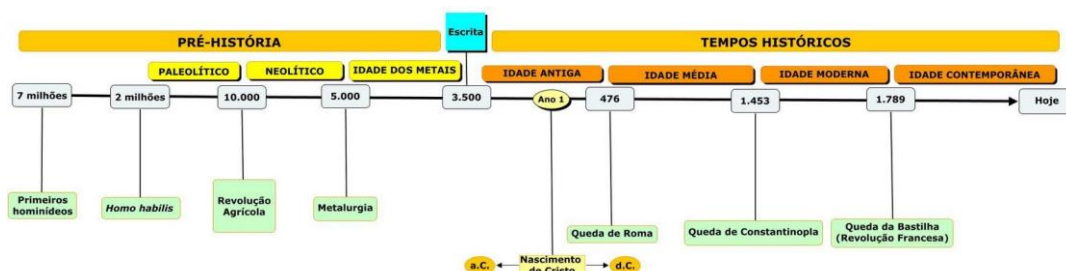 Escrita
PRÉ-HISTÓRIA
TEMPOS HISTÓRICOS
PALEOLÍTICO
NEOLÍTICO
IDADE DOS METAIS
IDADE ANTIGA
IDADE MÉDIA
IDADE MODERNA
IDADE CONTEMPORÂNEA
7 milhões
2 milhões
10.000
5.000
3.500
Ano 1
476
1.453
1.789
Hoje
Primeiros
hominídeos
Homo habilis
Revolução
Agrícola
Metalurgia
Queda de Roma
Queda de Constantinopla
Queda da Bastilha
(Revolução Francesa)
a.C.
Nascimento
de Cristo
d.C.